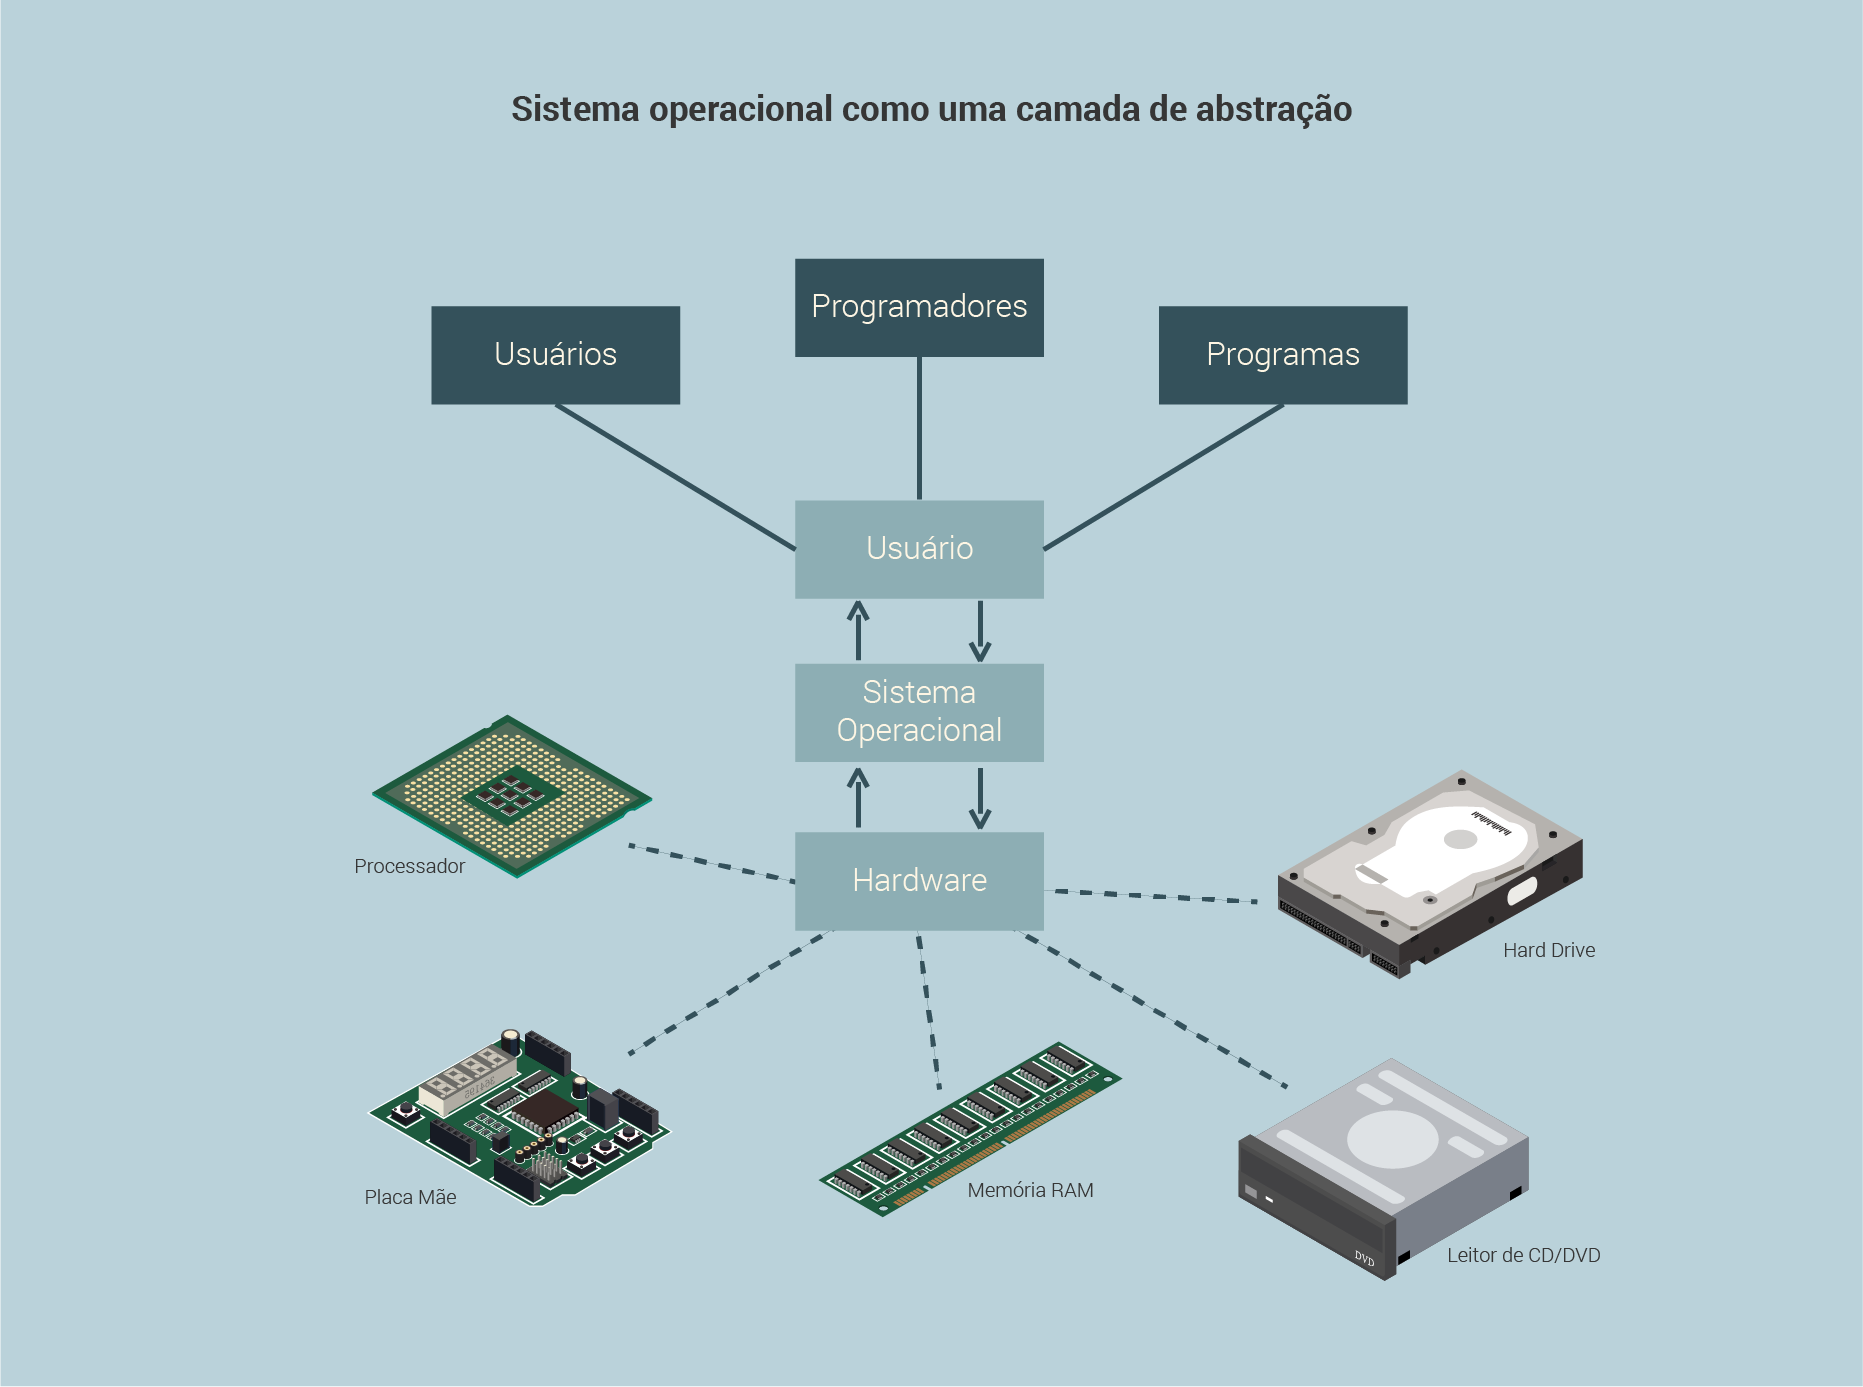 Sistema operacional como uma camada de abstração
Programadores
Usuários
Programas
Usuário
Sistema
Operacional
Hardware
Processador
Hard Drive
Placa Mãe
Memória RAM
DVD
Leitor de CD/DVD